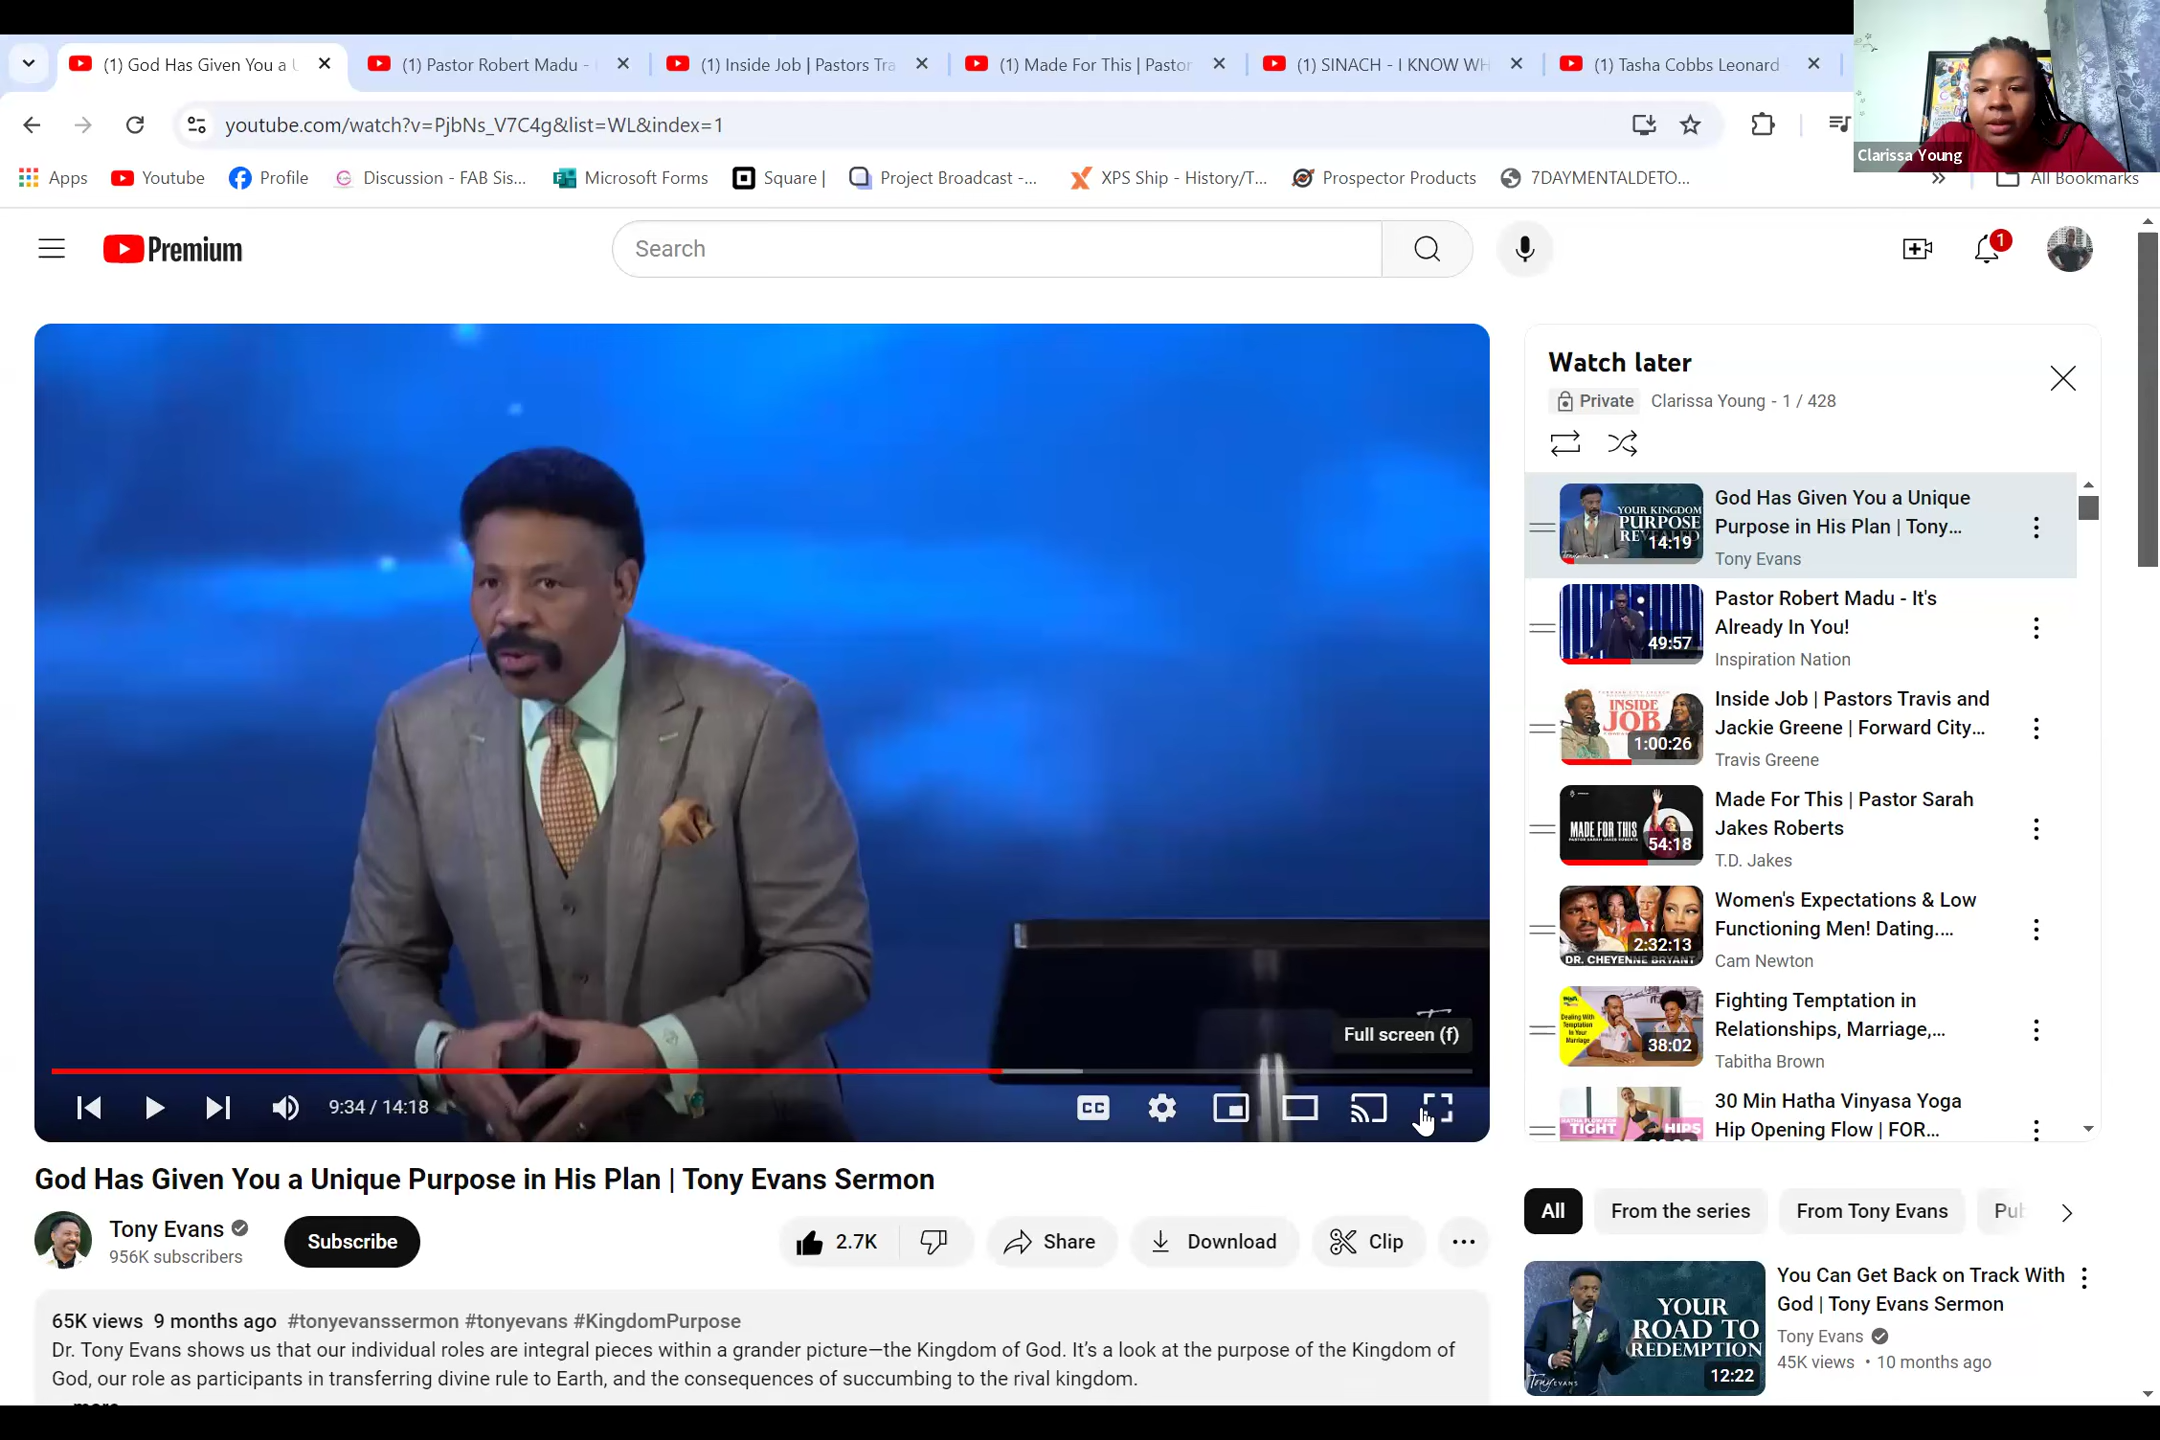 (1) God Has Given You a U
(1) Pastor Robert Madu -
(1) Inside Job | Pastors Tra
(1) Made For This | Pastor
(1) SINACH - I KNOW WH
(1) Tasha Cobbs Leonard
youtube.com/watch?v=PjbNs_V7C4g&list=WL&index=1
Clarissa Young
Apps
Youtube
Profile
Discussion - FAB Sis...
Microsoft Forms
Square |
Project Broadcast -...
XPS Ship - History/T...
Prospector Products
7DAYMENTALDETO...
All Bookmarks
Premium
Search
1
Watch later
Private Clarissa Young - 1 / 428
YOUR KINGDOM
PURPOSE
REVEALED
14:19
God Has Given You a Unique
Purpose in His Plan | Tony...
Tony Evans
49:57
Pastor Robert Madu - It's
Already In You!
Inspiration Nation
INSIDE
JOB
1:00:26
Inside Job | Pastors Travis and
Jackie Greene | Forward City...
Travis Greene
MADE FOR THIS
54:18
Made For This | Pastor Sarah
Jakes Roberts
T.D. Jakes
2:32:13
DR. CHEYENNE BRYANT
Women's Expectations & Low
Functioning Men! Dating....
Cam Newton
Dealing With
Temptation
In Your
Marriage
38:02
Fighting Temptation in
Relationships, Marriage,...
Tabitha Brown
TIGHT HIPS
30 Min Hatha Vinyasa Yoga
Hip Opening Flow | FOR...
Full screen (f)
9:34 / 14:18
CC
God Has Given You a Unique Purpose in His Plan | Tony Evans Sermon
Tony Evans
956K subscribers
Subscribe
2.7K
Share
Download
Clip
65K views 9 months ago #tonyevanssermon #tonyevans #KingdomPurpose
Dr. Tony Evans shows us that our individual roles are integral pieces within a grander picture—the Kingdom of God. It's a look at the purpose of the Kingdom of
God, our role as participants in transferring divine rule to Earth, and the consequences of succumbing to the rival kingdom.
...more
All
From the series
From Tony Evans
Pu
YOUR
ROAD TO
REDEMPTION
TONY EVANS
12:22
You Can Get Back on Track With
God | Tony Evans Sermon
Tony Evans
45K views • 10 months ago